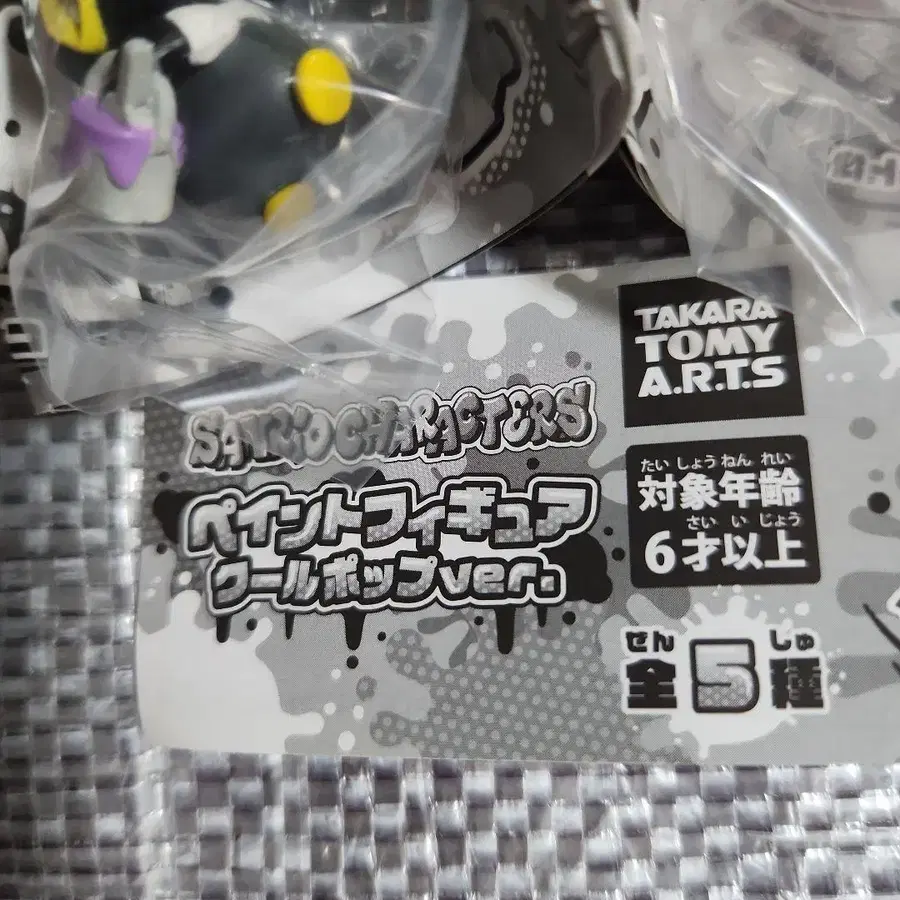 TAKARA
TOMY
A.R.T.S
SANRIO CHARACTERS
ペイントフィギュア
クールポップver.
たいしょうねんれい
対象年齢
さいいじょう
6才以上
ぜん しゅ
全5種